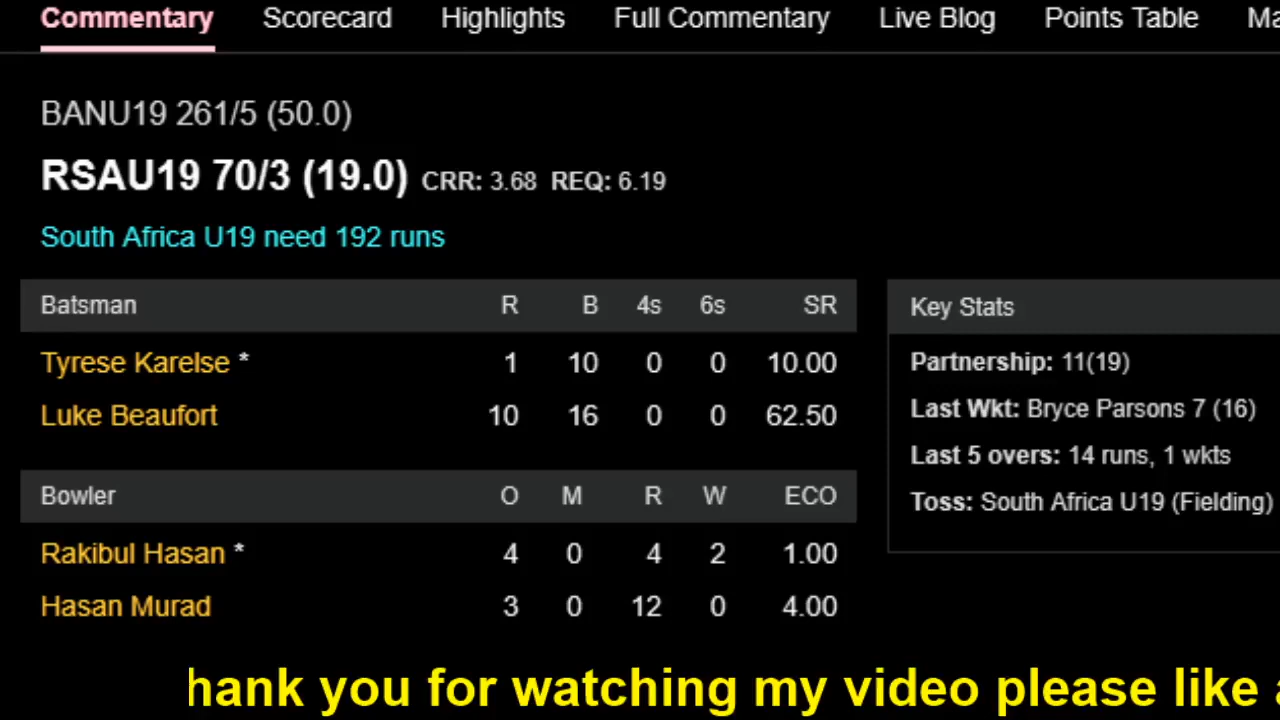 Commentary Scorecard Highlights Full Commentary Live Blog Points Table
BANU19 261/5 (50.0)
RSAU19 70/3 (19.0) CRR: 3.68 REQ: 6.19
South Africa U19 need 192 runs
Batsman R B 4s 6s SR
Tyrese Karelse * 1 10 0 0 10.00
Luke Beaufort 10 16 0 0 62.50
Bowler O M R W ECO
Rakibul Hasan * 4 0 4 2 1.00
Hasan Murad 3 0 12 0 4.00
Key Stats
Partnership: 11(19)
Last Wkt: Bryce Parsons 7 (16)
Last 5 overs: 14 runs, 1 wkts
Toss: South Africa U19 (Fielding)
hank you for watching my video please like